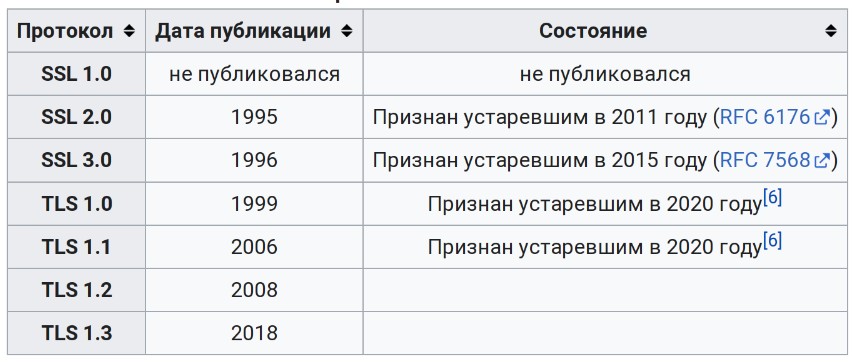 Протокол Дата публикации Состояние
SSL 1.0 не публиковался не публиковался
SSL 2.0 1995 Признан устаревшим в 2011 году (RFC 6176)
SSL 3.0 1996 Признан устаревшим в 2015 году (RFC 7568)
TLS 1.0 1999 Признан устаревшим в 2020 году[6]
TLS 1.1 2006 Признан устаревшим в 2020 году[6]
TLS 1.2 2008
TLS 1.3 2018